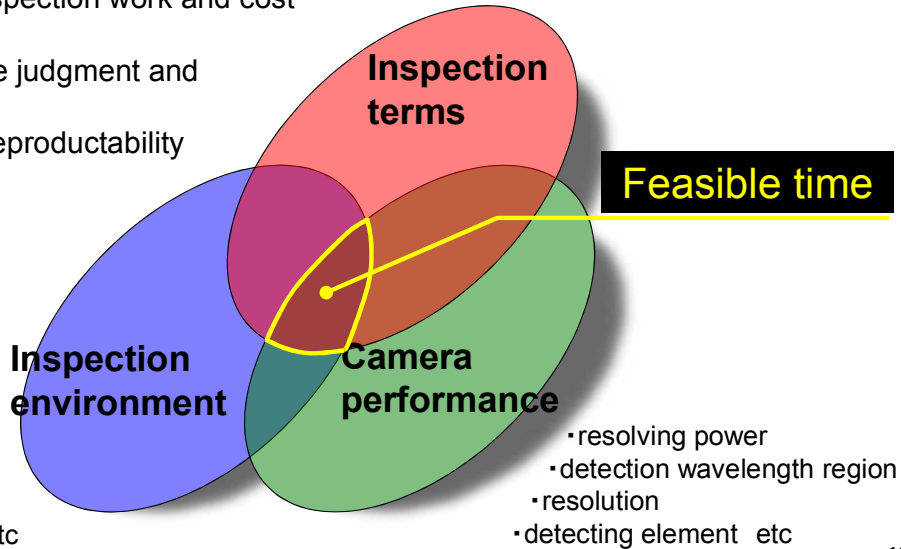 spection work and cost
e judgment and
eproductability
Inspection
terms
Feasible time
Inspection
environment
Camera
performance
・resolving power
・detection wavelength region
・resolution
・detecting element etc
tc